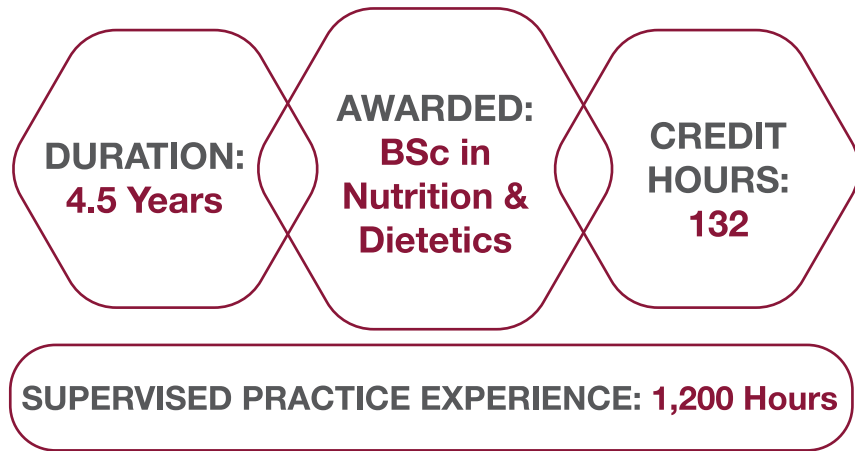 DURATION:
4.5 Years
AWARDED:
BSc in
Nutrition &
Dietetics
CREDIT
HOURS:
132
SUPERVISED PRACTICE EXPERIENCE: 1,200 Hours